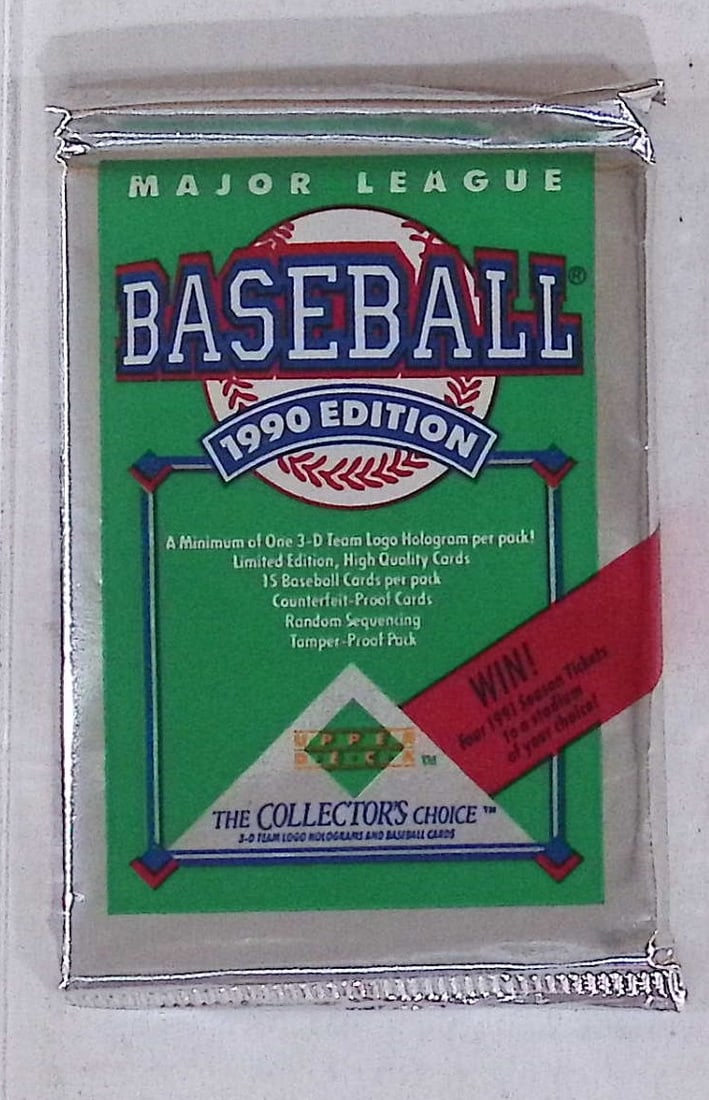 MAJOR LEAGUE
BASEBALL®
1990 EDITION
A Minimum of One 3-D Team Logo Hologram per pack!
Limited Edition, High Quality Cards
15 Baseball Cards per pack
Counterfeit-Proof Cards
Random Sequencing
Tamper-Proof Pack
WIN!
Four 1991 Season Tickets
to a stadium
of your choice!
UPPER
DECK™
THE COLLECTOR'S CHOICE™
3-D TEAM LOGO HOLOGRAMS AND BASEBALL CARDS